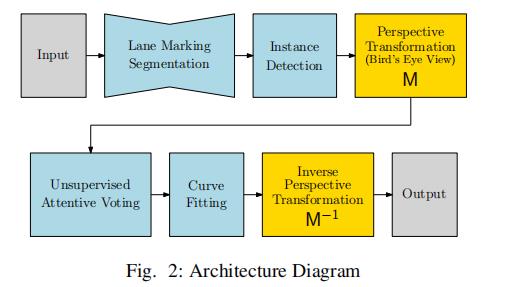 Input
Lane Marking
Segmentation
Instance
Detection
Perspective
Transformation
(Bird's Eye View)
M
Unsupervised
Attentive Voting
Curve
Fitting
Inverse
Perspective
Transformation
M⁻¹
Output
Fig. 2: Architecture Diagram